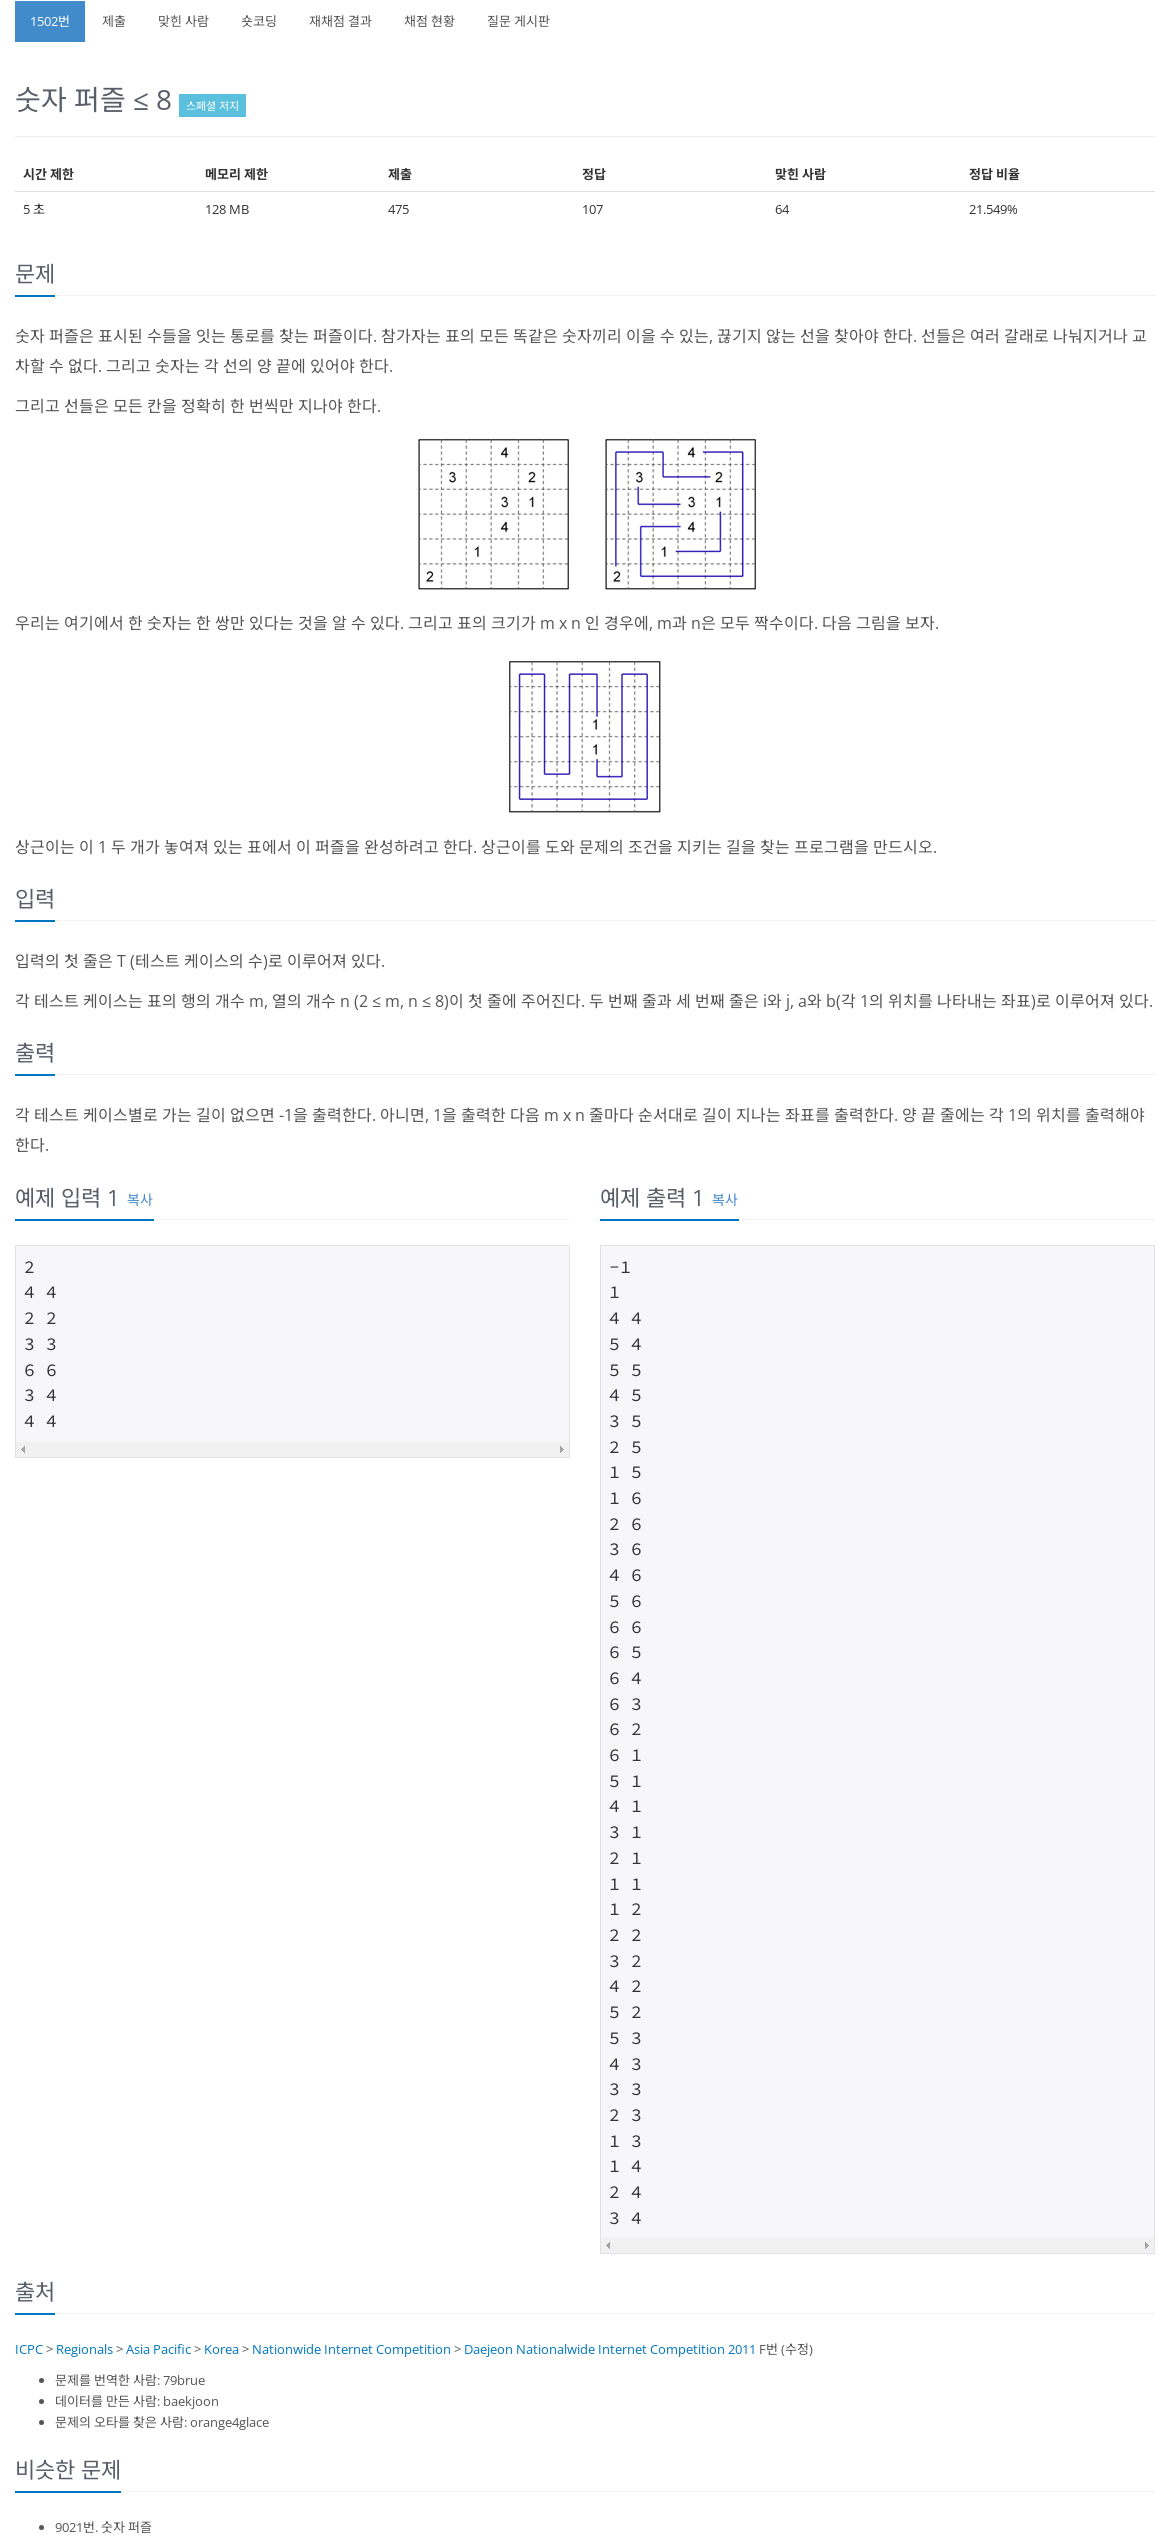 1502번 제출 맞힌 사람 숏코딩 재채점 결과 채점 현황 질문 게시판
숫자 퍼즐 ≤ 8 스페셜 저지
시간 제한 메모리 제한 제출 정답 맞힌 사람 정답 비율
5 초 128 MB 475 107 64 21.549%
문제
숫자 퍼즐은 표시된 수들을 잇는 통로를 찾는 퍼즐이다. 참가자는 표의 모든 똑같은 숫자끼리 이을 수 있는, 끊기지 않는 선을 찾아야 한다. 선들은 여러 갈래로 나눠지거나 교
차할 수 없다. 그리고 숫자는 각 선의 양 끝에 있어야 한다.
그리고 선들은 모든 칸을 정확히 한 번씩만 지나야 한다.
4 4
3 2 3 2
3 1 3 1
4 4
1 1
2 2
우리는 여기에서 한 숫자는 한 쌍만 있다는 것을 알 수 있다. 그리고 표의 크기가 m x n 인 경우에, m과 n은 모두 짝수이다. 다음 그림을 보자.
1
1
상근이는 이 1 두 개가 놓여져 있는 표에서 이 퍼즐을 완성하려고 한다. 상근이를 도와 문제의 조건을 지키는 길을 찾는 프로그램을 만드시오.
입력
입력의 첫 줄은 T (테스트 케이스의 수)로 이루어져 있다.
각 테스트 케이스는 표의 행의 개수 m, 열의 개수 n (2 ≤ m, n ≤ 8)이 첫 줄에 주어진다. 두 번째 줄과 세 번째 줄은 i와 j, a와 b(각 1의 위치를 나타내는 좌표)로 이루어져 있다.
출력
각 테스트 케이스별로 가는 길이 없으면 -1을 출력한다. 아니면, 1을 출력한 다음 m x n 줄마다 순서대로 길이 지나는 좌표를 출력한다. 양 끝 줄에는 각 1의 위치를 출력해야
한다.
예제 입력 1 복사
2
4 4
2 2
3 3
6 6
3 4
4 4
예제 출력 1 복사
-1
1
4 4
5 4
5 5
4 5
3 5
2 5
1 5
1 6
2 6
3 6
4 6
5 6
6 6
6 5
6 4
6 3
6 2
6 1
5 1
4 1
3 1
2 1
1 1
1 2
2 2
3 2
4 2
5 2
5 3
4 3
3 3
2 3
1 3
1 4
2 4
3 4
출처
ICPC > Regionals > Asia Pacific > Korea > Nationwide Internet Competition > Daejeon Nationalwide Internet Competition 2011 F번 (수정)
• 문제를 번역한 사람: 79brue
• 데이터를 만든 사람: baekjoon
• 문제의 오타를 찾은 사람: orange4glace
비슷한 문제
• 9021번. 숫자 퍼즐